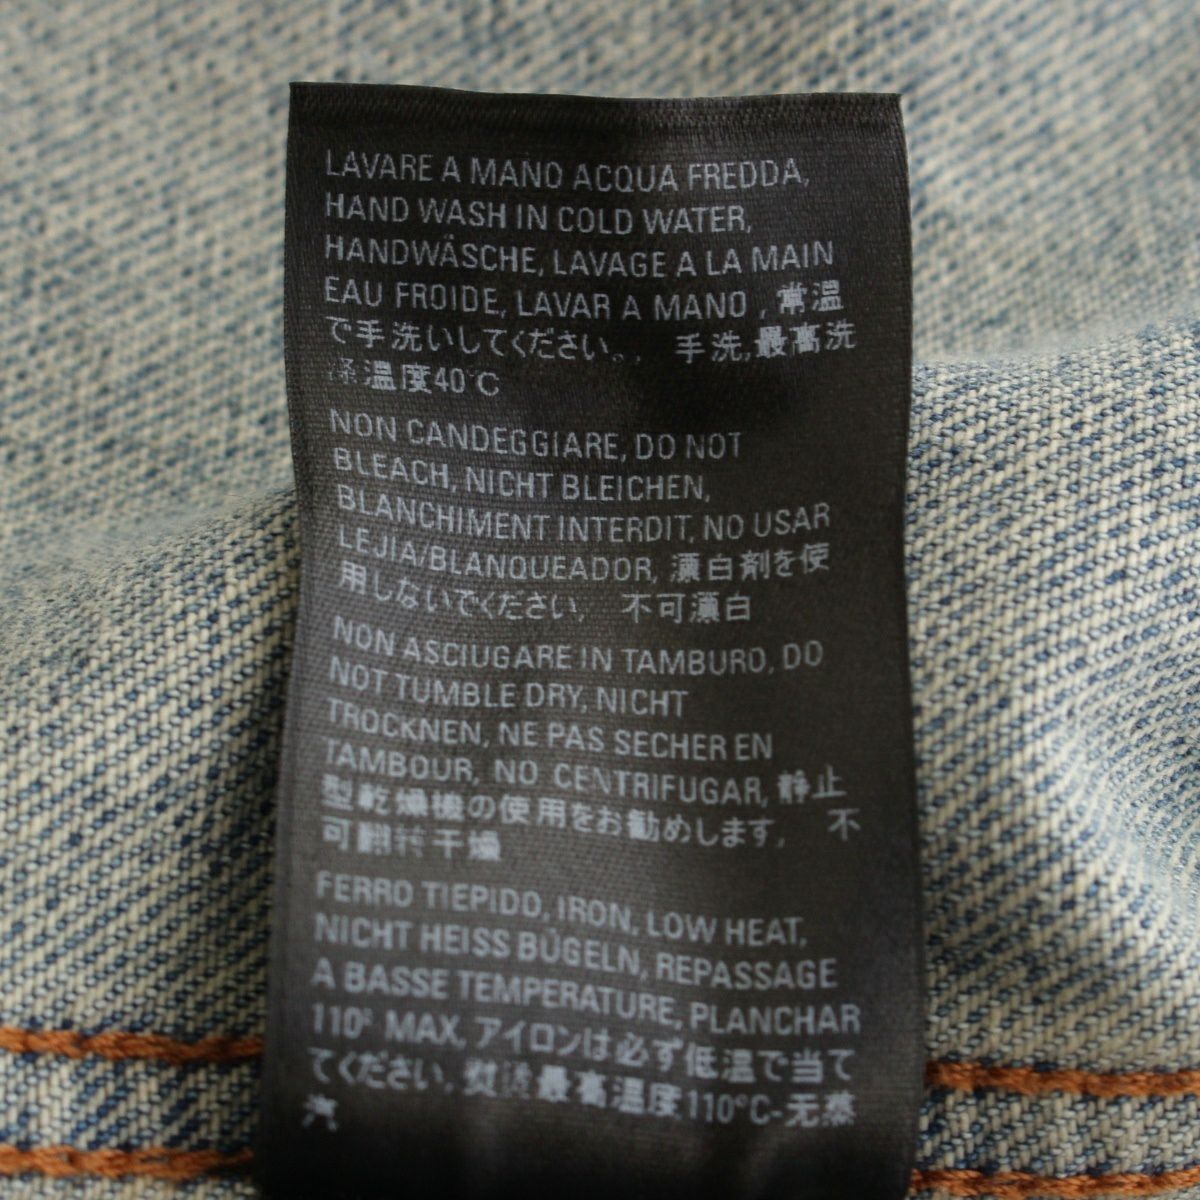 LAVARE A MANO ACQUA FREDDA,
HAND WASH IN COLD WATER,
HANDWÄSCHE, LAVAGE A LA MAIN
EAU FROIDE, LAVAR A MANO , 常温
で手洗いしてください。, 手洗,最高洗
涤温度40°C
NON CANDEGGIARE, DO NOT
BLEACH, NICHT BLEICHEN,
BLANCHIMENT INTERDIT, NO USAR
LEJIA/BLANQUEADOR, 漂白剤を使
用しないでください, 不可漂白
NON ASCIUGARE IN TAMBURO, DO
NOT TUMBLE DRY, NICHT
TROCKNEN, NE PAS SECHER EN
TAMBOUR, NO CENTRIFUGAR, 静止
型乾燥機の使用をお勧めします, 不
可翻转干燥
FERRO TIEPIDO, IRON, LOW HEAT,
NICHT HEISS BÜGELN, REPASSAGE
A BASSE TEMPERATURE, PLANCHAR
110° MAX, アイロンは必ず低温で当て
てください, 最高温度110°C-无蒸
汽